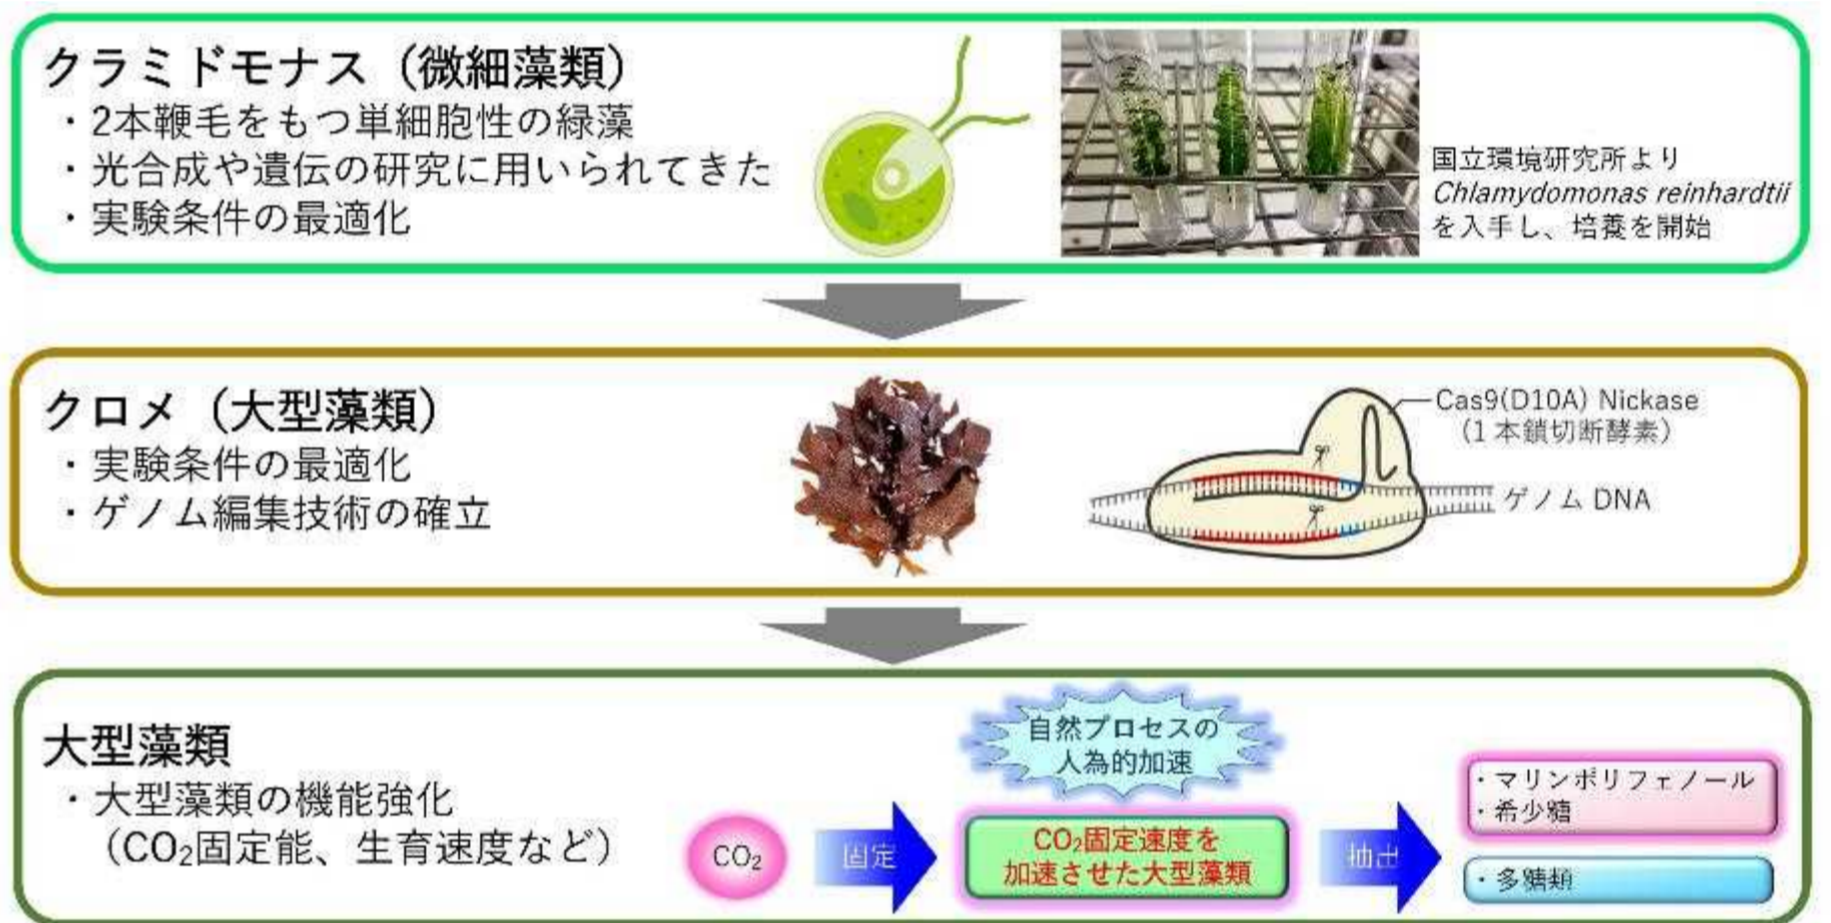 クラミドモナス（微細藻類）
・2本鞭毛をもつ単細胞性の緑藻
・光合成や遺伝の研究に用いられてきた
・実験条件の最適化
国立環境研究所より
Chlamydomonas reinhardtii
を入手し、培養を開始
クロメ（大型藻類）
・実験条件の最適化
・ゲノム編集技術の確立
Cas9(D10A) Nickase
（1本鎖切断酵素）
ゲノム DNA
大型藻類
・大型藻類の機能強化
（CO₂固定能、生育速度など）
CO₂
固定
自然プロセスの
人為的加速
CO₂固定速度を
加速させた大型藻類
抽出
・マリンポリフェノール
・希少糖
・多糖類